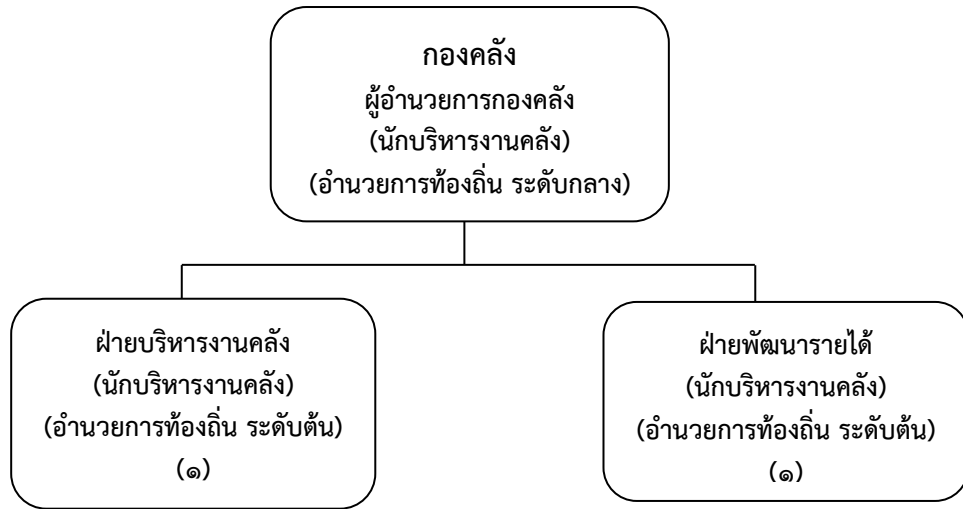 กองคลัง
ผู้อำนวยการกองคลัง
(นักบริหารงานคลัง)
(อำนวยการท้องถิ่น ระดับกลาง)
ฝ่ายบริหารงานคลัง
(นักบริหารงานคลัง)
(อำนวยการท้องถิ่น ระดับต้น)
(๑)
ฝ่ายพัฒนารายได้
(นักบริหารงานคลัง)
(อำนวยการท้องถิ่น ระดับต้น)
(๑)